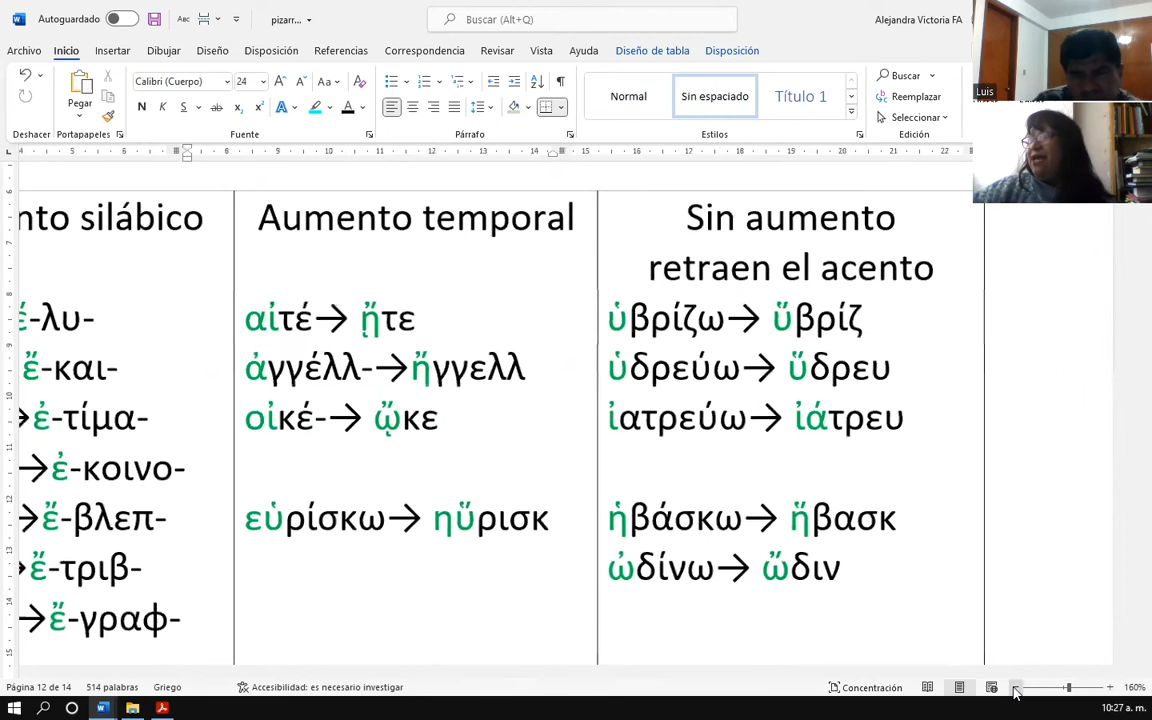 Autoguardado
pizarr...
Buscar (Alt+Q)
Alejandra Victoria FA
Archivo Inicio Insertar Dibujar Diseño Disposición Referencias Correspondencia Revisar Vista Ayuda Diseño de tabla Disposición
Luis
Pegar
Calibri (Cuerpo) 24
Normal
Sin espaciado
Título 1
Buscar
Reemplazar
Seleccionar
Deshacer Portapapeles Fuente Párrafo Estilos Edición
nto silábico
-λυ-
ἔ-και-
→ἐ-τίμα-
→ἐ-κοινο-
→ἔ-βλεπ-
ἔ-τριβ-
→ἔ-γραφ-
Aumento temporal
αἰτέ→ ᾔτε
ἀγγέλλ-→ἤγγελλ
οἰκέ-→ ᾤκε
εὑρίσκω→ ηὕρισκ
Sin aumento
retraen el acento
ὑβρίζω→ ὕβρίζ
ὑδρεύω→ ὕδρευ
ἰατρεύω→ ἰάτρευ
ἡβάσκω→ ἥβασκ
ὠδίνω→ ὤδιν
Página 12 de 14 514 palabras Griego Accesibilidad: es necesario investigar Concentración 160%
10:27 a. m.